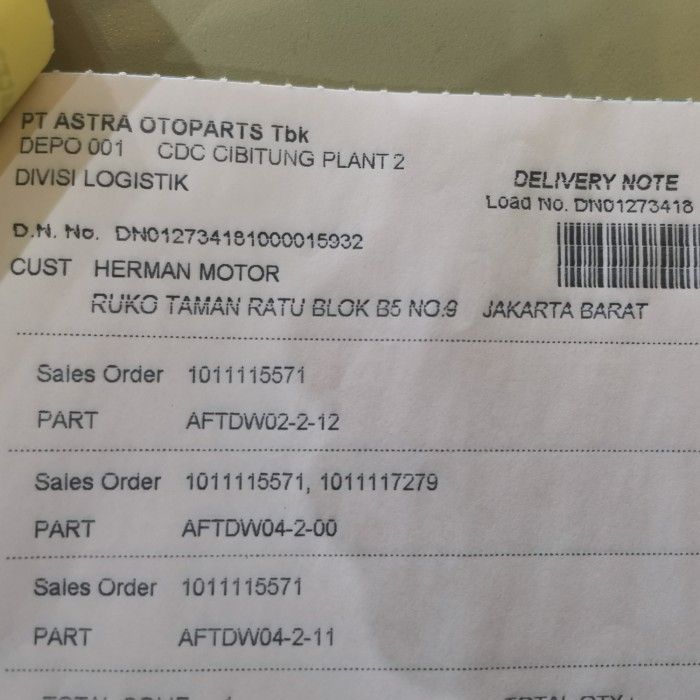 PT ASTRA OTOPARTS Tbk
DEPO 001 CDC CIBITUNG PLANT 2
DIVISI LOGISTIK
DELIVERY NOTE
Load No. DN01273418
D.N. No. DN012734181000015932
CUST HERMAN MOTOR
RUKO TAMAN RATU BLOK B5 NO.9 JAKARTA BARAT
Sales Order 1011115571
PART AFTDW02-2-12
Sales Order 1011115571, 1011117279
PART AFTDW04-2-00
Sales Order 1011115571
PART AFTDW04-2-11